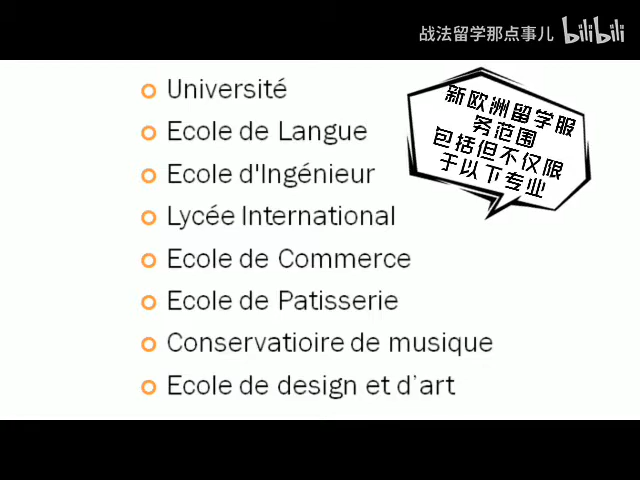 战法留学那点事儿 bilibili
新欧洲留学服
务范围
包括但不仅限
于以下专业
Université
Ecole de Langue
Ecole d'Ingénieur
Lycée International
Ecole de Commerce
Ecole de Patisserie
Conservatioire de musique
Ecole de design et d'art